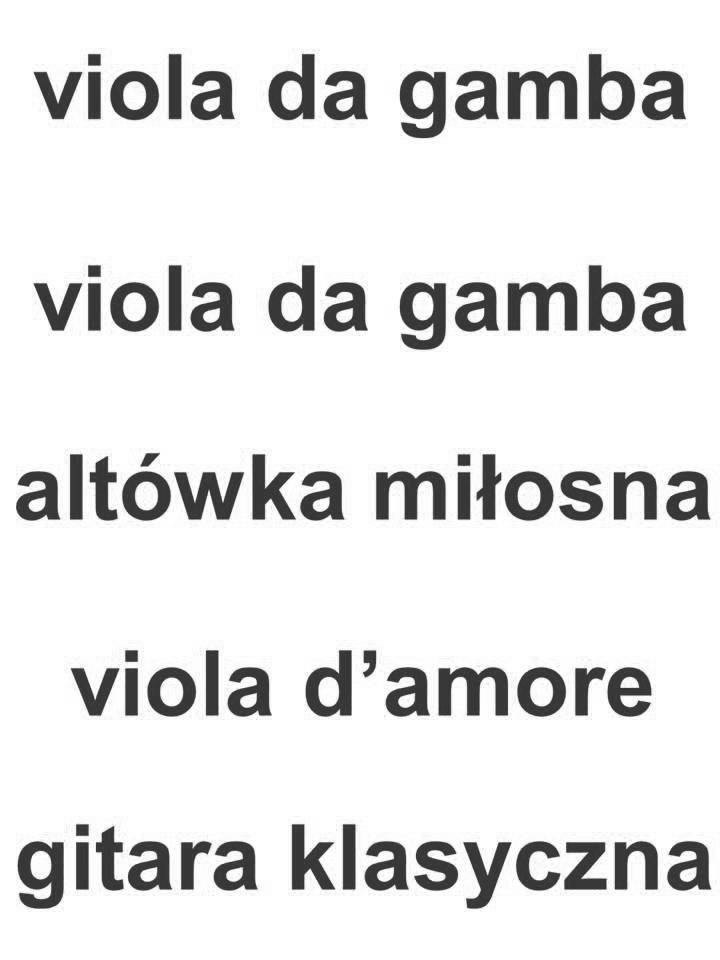 viola da gamba
viola da gamba
altówka miłosna
viola d’amore
gitara klasyczna